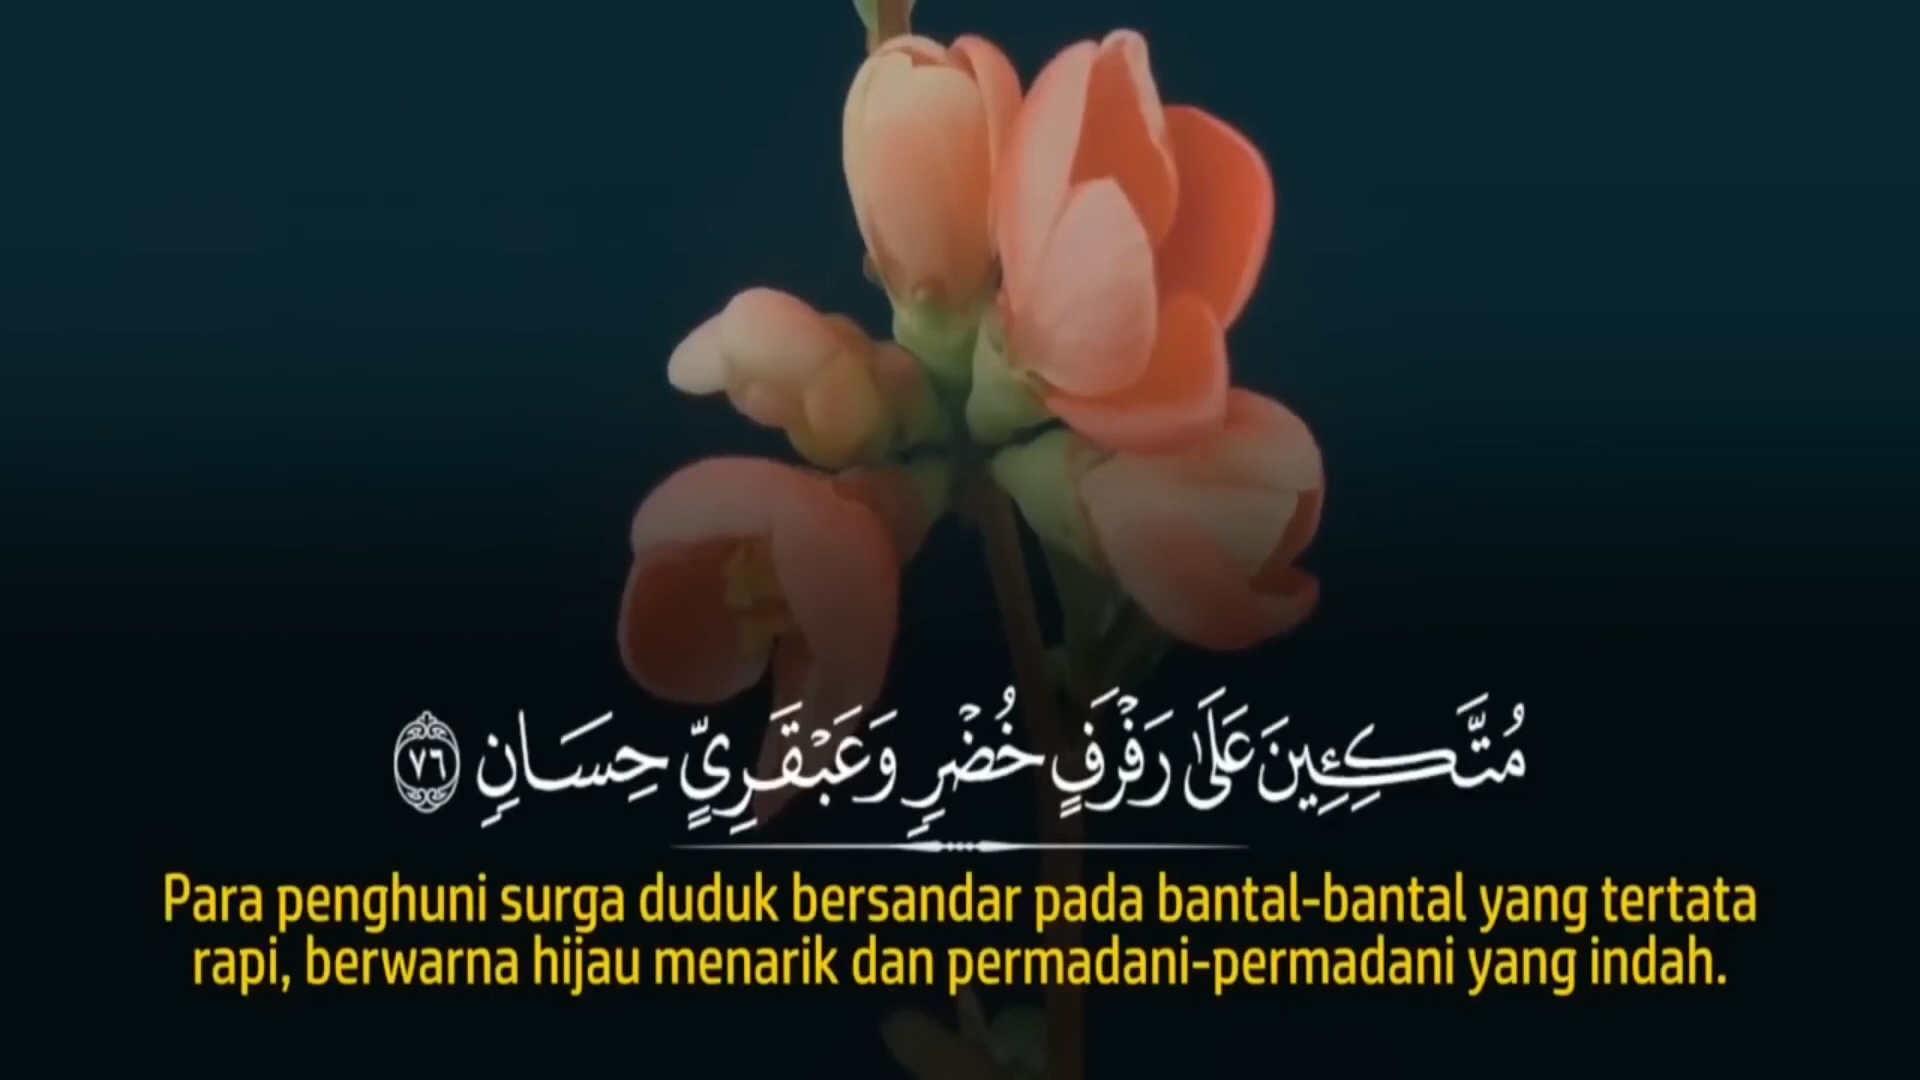 مُتَّكِـِٔينَ عَلَىٰ رَفْرَفٍ خُضْرٍ وَعَبْقَرِيٍّ حِسَانٍ ٧٦
Para penghuni surga duduk bersandar pada bantal-bantal yang tertata
rapi, berwarna hijau menarik dan permadani-permadani yang indah.